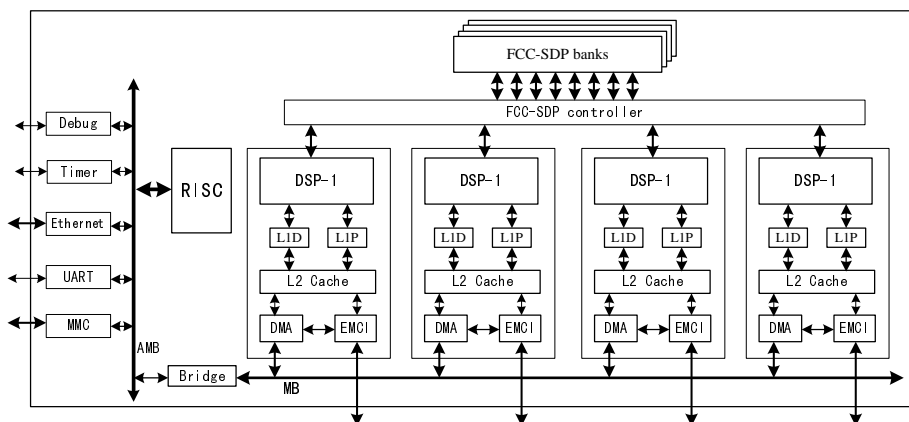 FCC-SDP banks
FCC-SDP controller
Debug
Timer
Ethernet
UART
MMC
RISC
AMB
Bridge
MB
DSP-1
L1D
L1P
L2 Cache
DMA
EMCI
DSP-1
L1D
L1P
L2 Cache
DMA
EMCI
DSP-1
L1D
L1P
L2 Cache
DMA
EMCI
DSP-1
L1D
L1P
L2 Cache
DMA
EMCI